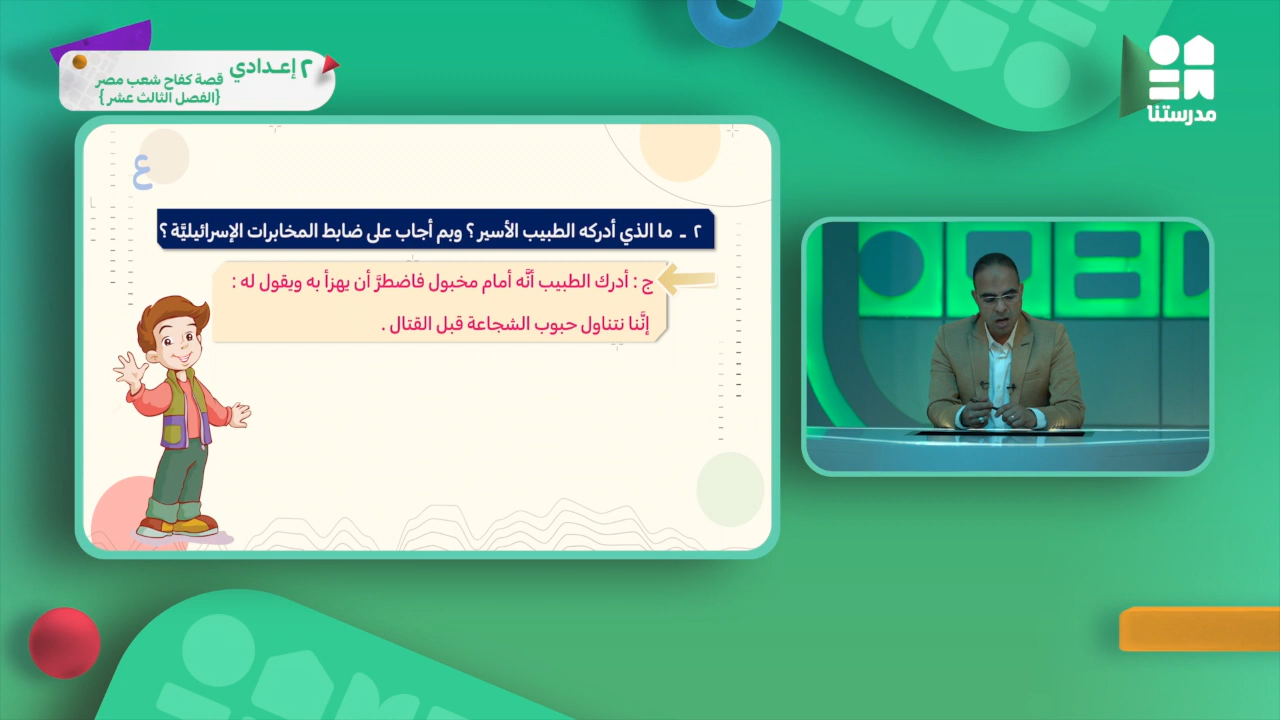 ٢ إعـدادي
قصة كفاح شعب مصر
{الفصل الثالث عشر}
مدرستنا
ع
٢ ـ ما الذي أدركه الطبيب الأسير ؟ وبم أجاب على ضابط المخابرات الإسرائيليَّة ؟
ج : أدرك الطبيب أنَّه أمام مخبول فاضطرَّ أن يهزأ به ويقول له :
إنَّنا نتناول حبوب الشجاعة قبل القتال .